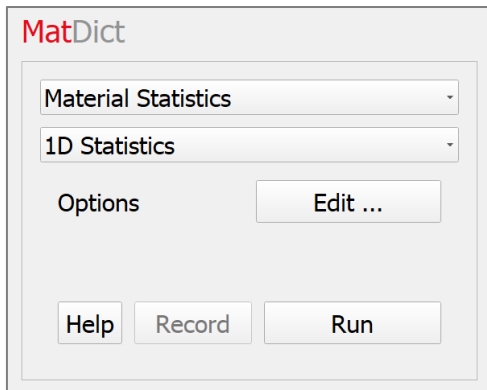 MatDict
Material Statistics
1D Statistics
Options Edit ...
Help Record Run